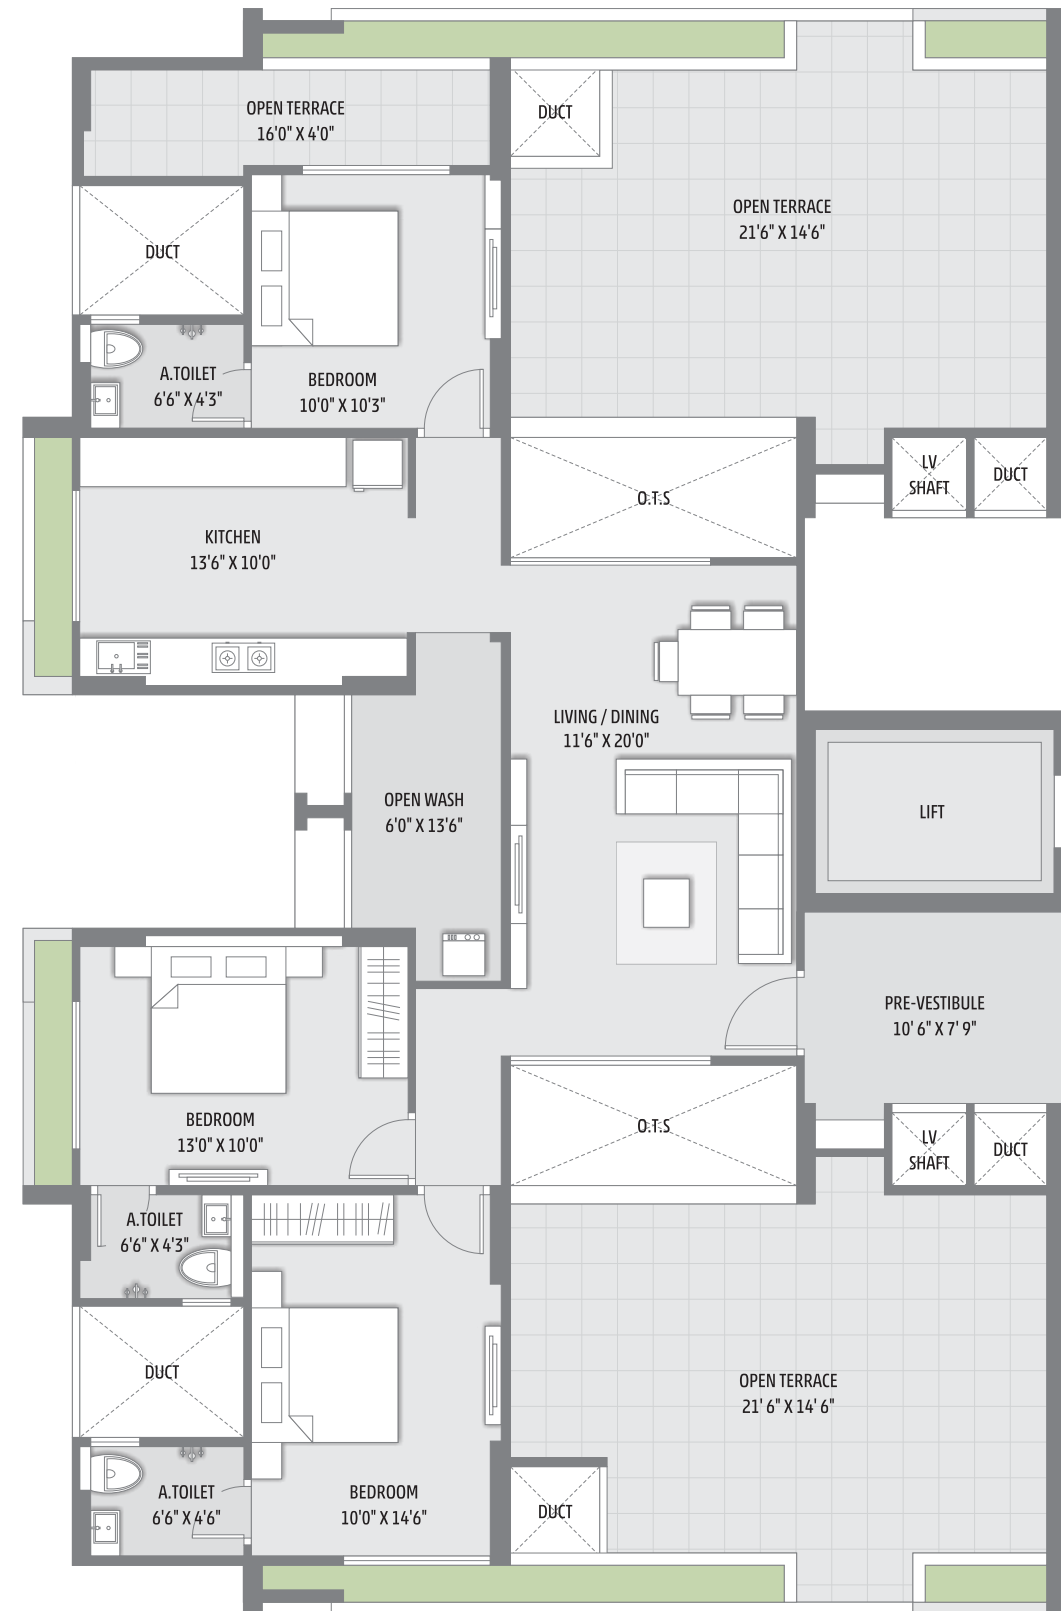 OPEN TERRACE
16'0" X 4'0"
DUCT
OPEN TERRACE
21'6" X 14'6"
DUCT
A.TOILET
6'6" X 4'3"
BEDROOM
10'0" X 10'3"
LV
SHAFT
DUCT
O.T.S
KITCHEN
13'6" X 10'0"
LIVING / DINING
11'6" X 20'0"
OPEN WASH
6'0" X 13'6"
LIFT
PRE-VESTIBULE
10' 6" X 7' 9"
BEDROOM
13'0" X 10'0"
O.T.S
LV
SHAFT
DUCT
A.TOILET
6'6" X 4'3"
DUCT
OPEN TERRACE
21' 6" X 14' 6"
A.TOILET
6'6" X 4'6"
BEDROOM
10'0" X 14'6"
DUCT